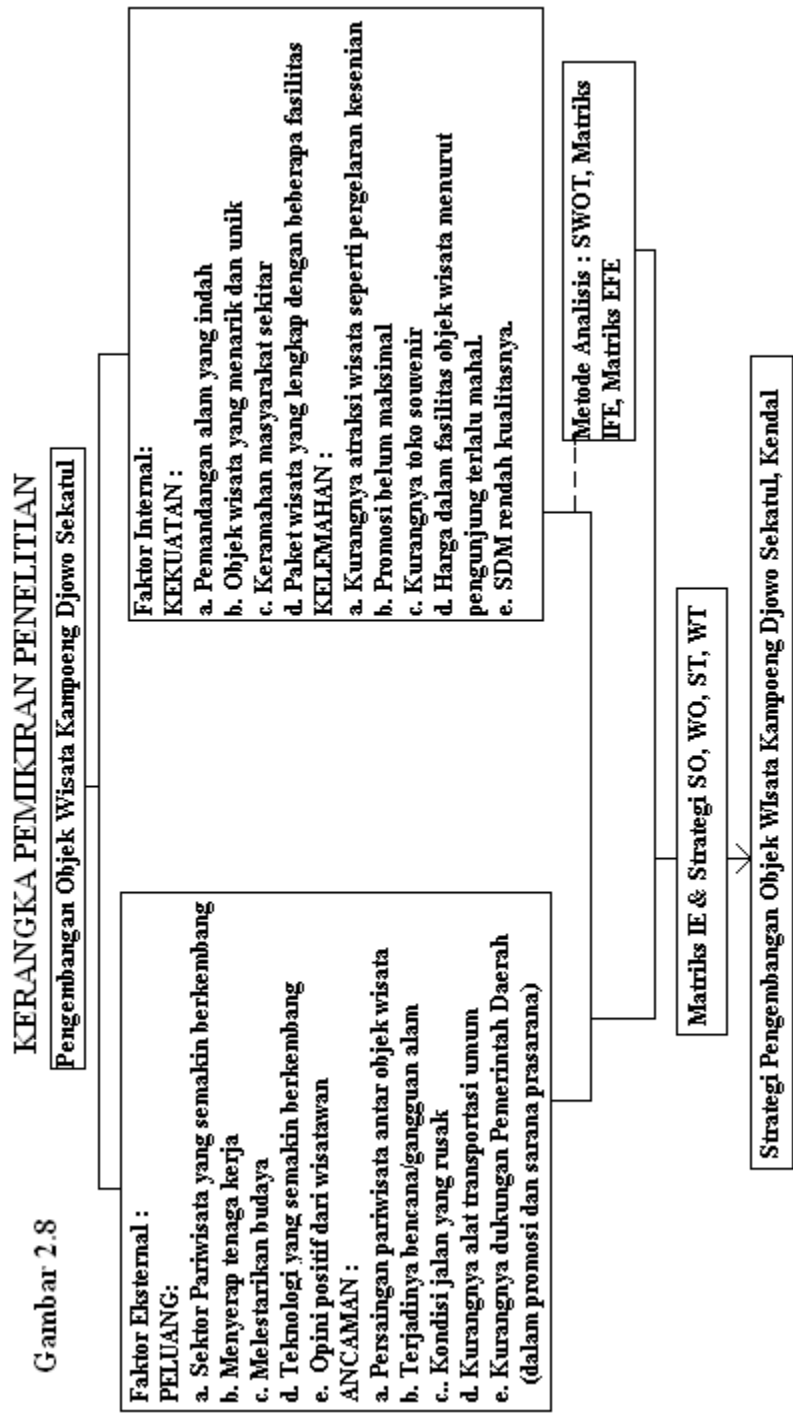 Gambar 2.8
KERANGKA PEMIKIRAN PENELITIAN
Pengembangan Objek Wisata Kampoeng Djowo Sekatul
Faktor Eksternal :
PELUANG:
a. Sektor Pariwisata yang semakin berkembang
b. Menyerap tenaga kerja
c. Melestarikan budaya
d. Teknologi yang semakin berkembang
e. Opini positif dari wisatawan
ANCAMAN :
a. Persaingan pariwisata antar objek wisata
b. Terjadinya bencana/gangguan alam
c.. Kondisi jalan yang rusak
d. Kurangnya alat transportasi umum
e. Kurangnya dukungan Pemerintah Daerah
(dalam promosi dan sarana prasarana)
Faktor Internal:
KEKUATAN :
a. Pemandangan alam yang indah
b. Objek wisata yang menarik dan unik
c. Keramahan masyarakat sekitar
d. Paket wisata yang lengkap dengan beberapa fasilitas
KELEMAHAN :
a. Kurangnya atraksi wisata seperti pergelaran kesenian
b. Promosi belum maksimal
c. Kurangnya toko souvenir
d. Harga dalam fasilitas objek wisata menurut
pengunjung terlalu mahal.
e. SDM rendah kualitasnya.
Metode Analisis : SWOT, Matriks
IFE, Matriks EFE
Matriks IE & Strategi SO, WO, ST, WT
Strategi Pengembangan Objek WIsata Kampoeng Djowo Sekatul, Kendal